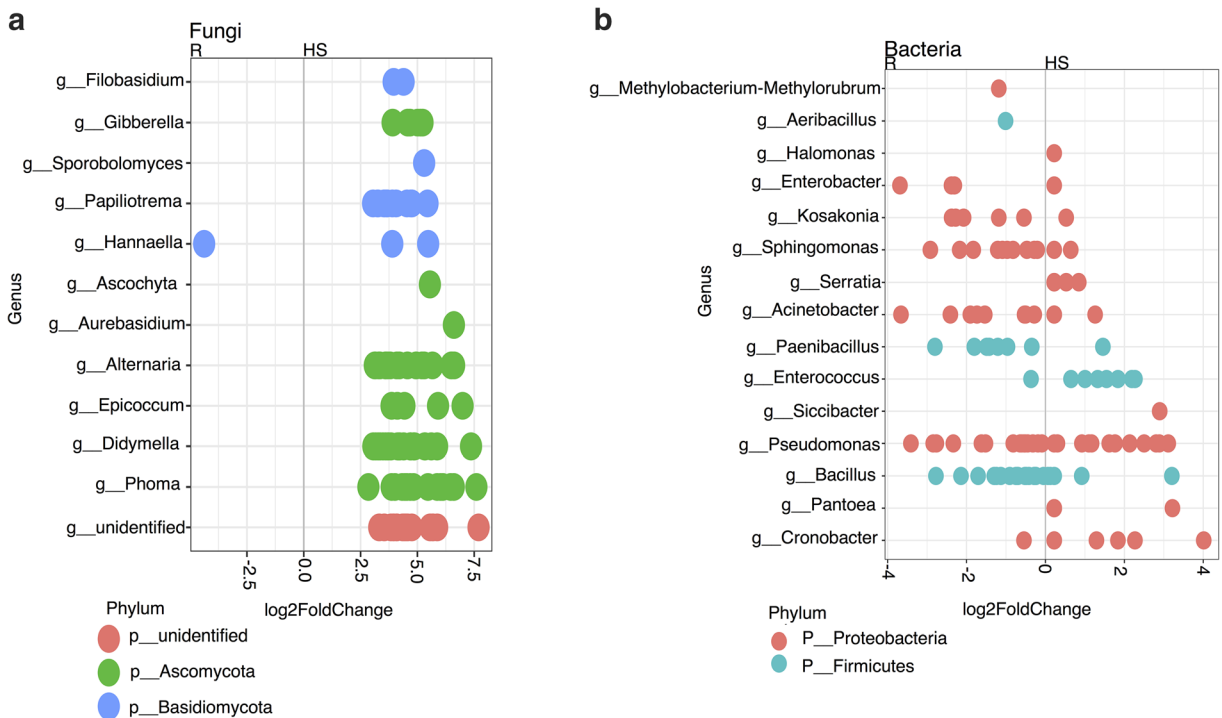 a
Fungi
R HS
g__Filobasidium
g__Gibberella
g__Sporobolomyces
g__Papiliotrema
g__Hannaella
g__Ascochyta
g__Aurebasidium
g__Alternaria
g__Epicoccum
g__Didymella
g__Phoma
g__unidentified
Genus
-2.5 0.0 2.5 5.0 7.5
log2FoldChange
Phylum
p__unidentified
p__Ascomycota
p__Basidiomycota
b
Bacteria
R HS
g__Methylobacterium-Methylorubrum
g__Aeribacillus
g__Halomonas
g__Enterobacter
g__Kosakonia
g__Sphingomonas
g__Serratia
g__Acinetobacter
g__Paenibacillus
g__Enterococcus
g__Siccibacter
g__Pseudomonas
g__Bacillus
g__Pantoea
g__Cronobacter
Genus
-4 -2 0 2 4
log2FoldChange
Phylum
P__Proteobacteria
P__Firmicutes